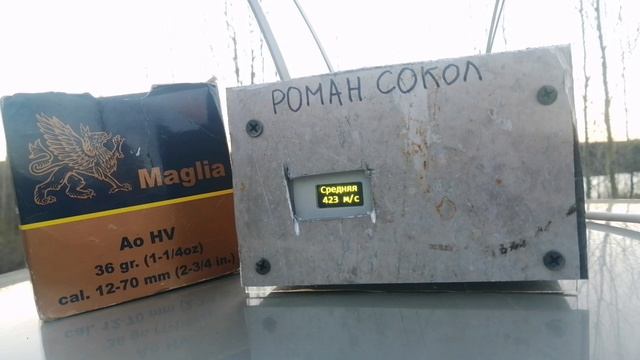 Maglia
Ao HV
36 gr. (1-1/4oz)
cal. 12-70 mm (2-3/4 in.)
РОМАН СОКОЛ
Средняя
423 м/с